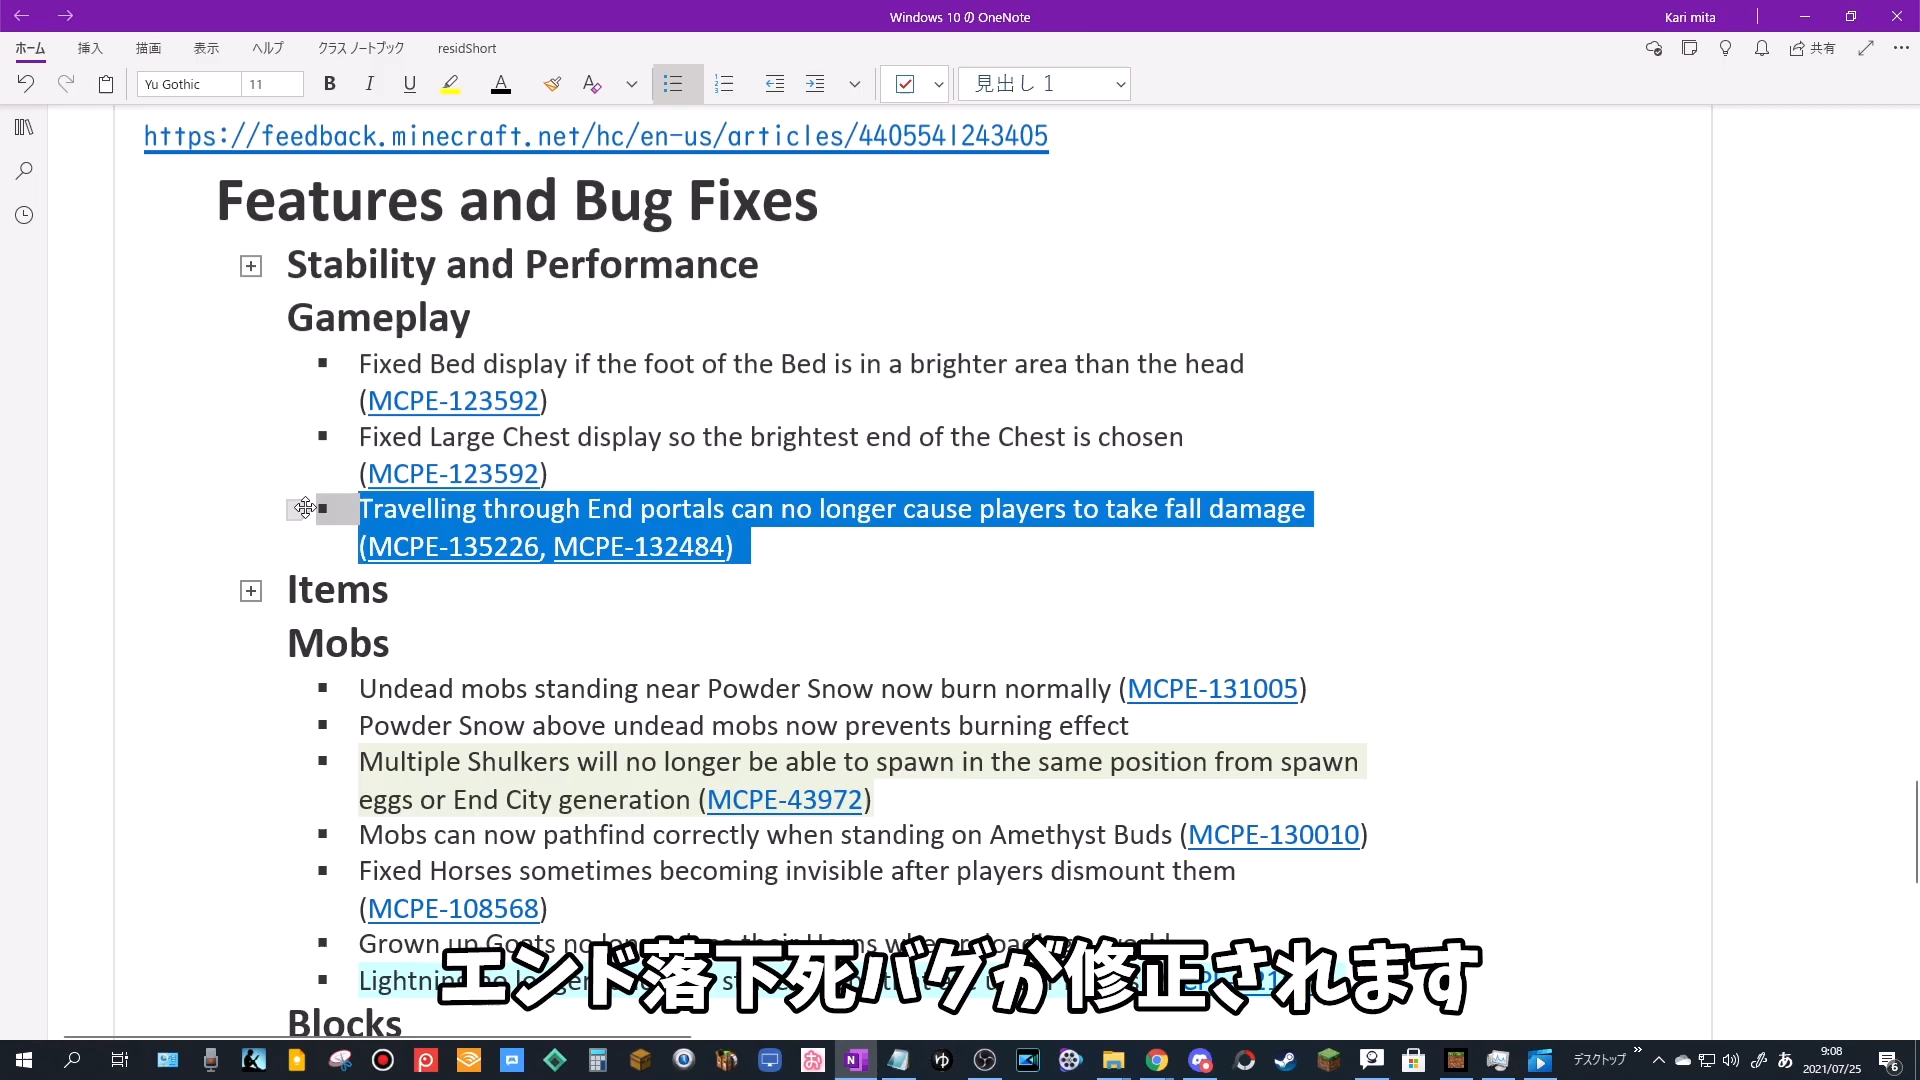 Windows 10 の OneNote
Kari mita
ホーム 挿入 描画 表示 ヘルプ クラス ノートブック residShort
共有
Yu Gothic 11 B I U A 見出し 1
https://feedback.minecraft.net/hc/en-us/articles/4405541243405
Features and Bug Fixes
Stability and Performance
Gameplay
Fixed Bed display if the foot of the Bed is in a brighter area than the head
(MCPE-123592)
Fixed Large Chest display so the brightest end of the Chest is chosen
(MCPE-123592)
Travelling through End portals can no longer cause players to take fall damage
(MCPE-135226, MCPE-132484)
Items
Mobs
Undead mobs standing near Powder Snow now burn normally (MCPE-131005)
Powder Snow above undead mobs now prevents burning effect
Multiple Shulkers will no longer be able to spawn in the same position from spawn
eggs or End City generation (MCPE-43972)
Mobs can now pathfind correctly when standing on Amethyst Buds (MCPE-130010)
Fixed Horses sometimes becoming invisible after players dismount them
(MCPE-108568)
Grown up Goats no
エンド落下死バグが修正されます
Blocks
デスクトップ
あ
9:08
2021/07/25
6